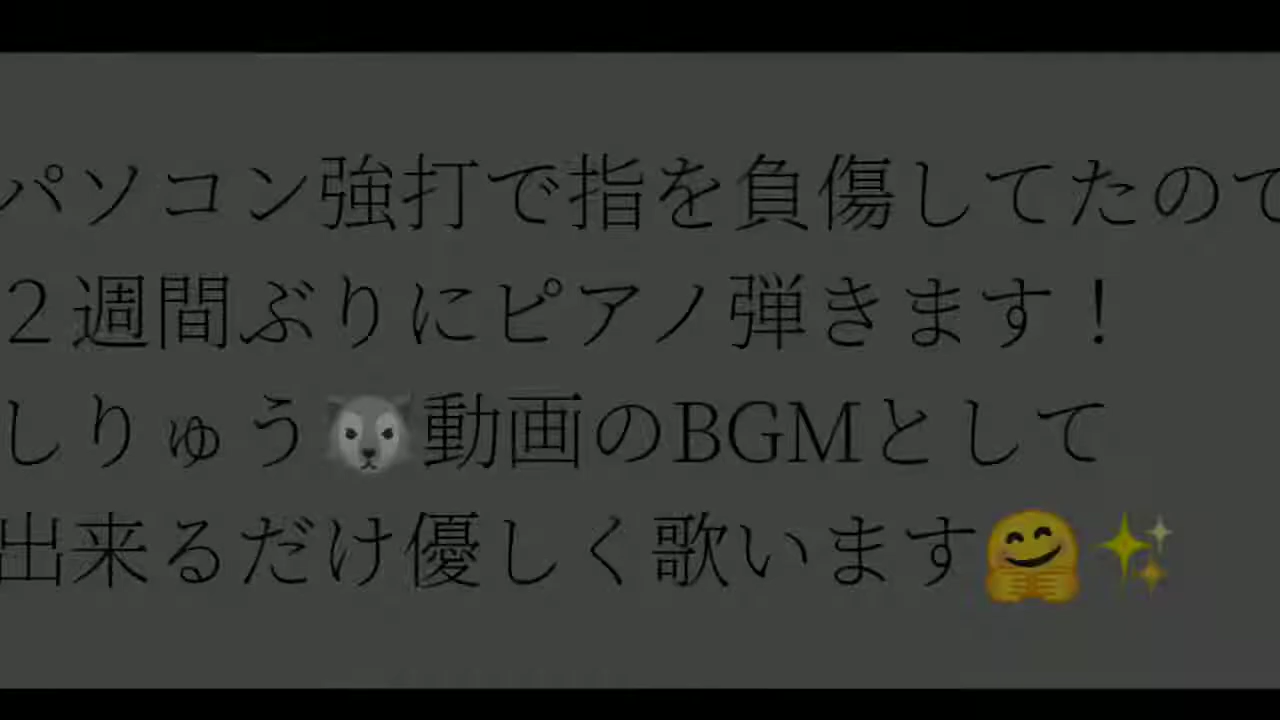 パソコン強打で指を負傷してたので
２週間ぶりにピアノ弾きます！
しりゅう🐺動画のBGMとして
出来るだけ優しく歌います🤗✨